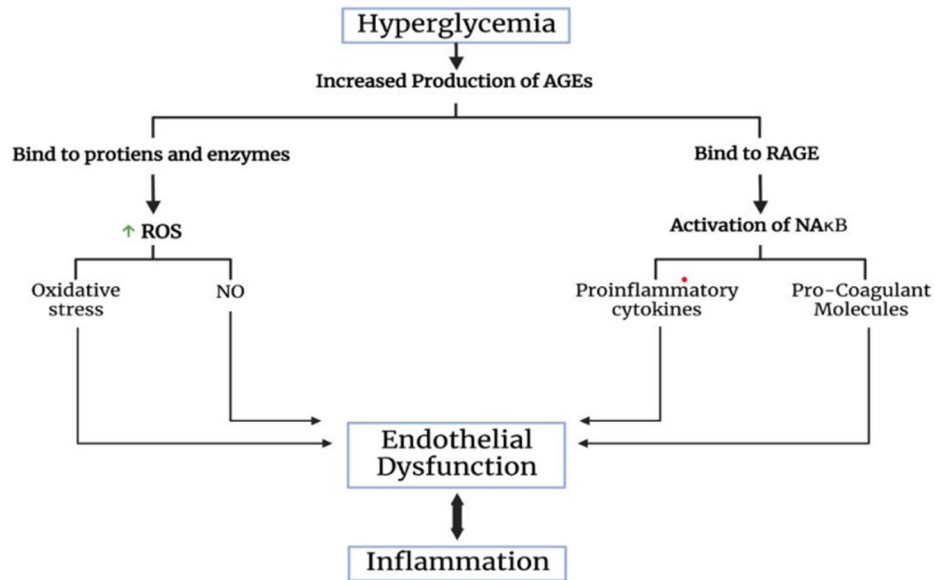 Hyperglycemia
Increased Production of AGEs
Bind to protiens and enzymes
Bind to RAGE
↑ ROS
Activation of NAκB
Oxidative
stress
NO
Proinflammatory
cytokines
Pro-Coagulant
Molecules
Endothelial
Dysfunction
Inflammation